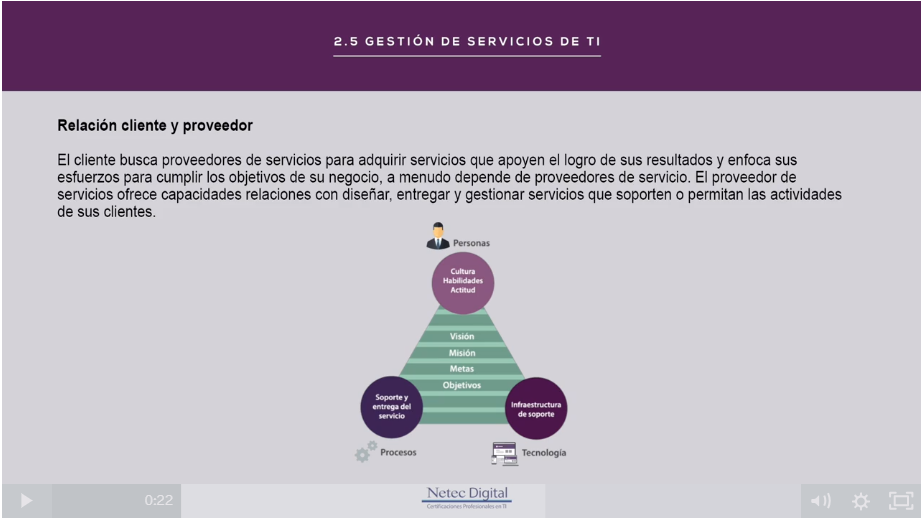 2.5 GESTIÓN DE SERVICIOS DE TI
Relación cliente y proveedor
El cliente busca proveedores de servicios para adquirir servicios que apoyen el logro de sus resultados y enfoca sus
esfuerzos para cumplir los objetivos de su negocio, a menudo depende de proveedores de servicio. El proveedor de
servicios ofrece capacidades relaciones con diseñar, entregar y gestionar servicios que soporten o permitan las actividades
de sus clientes.
Personas
Cultura
Habilidades
Actitud
Visión
Misión
Metas
Objetivos
Soporte y
entrega del
servicio
Infraestructura
de soporte
Procesos
Tecnología
0:22
Netec Digital
Certificaciones Profesionales en TI